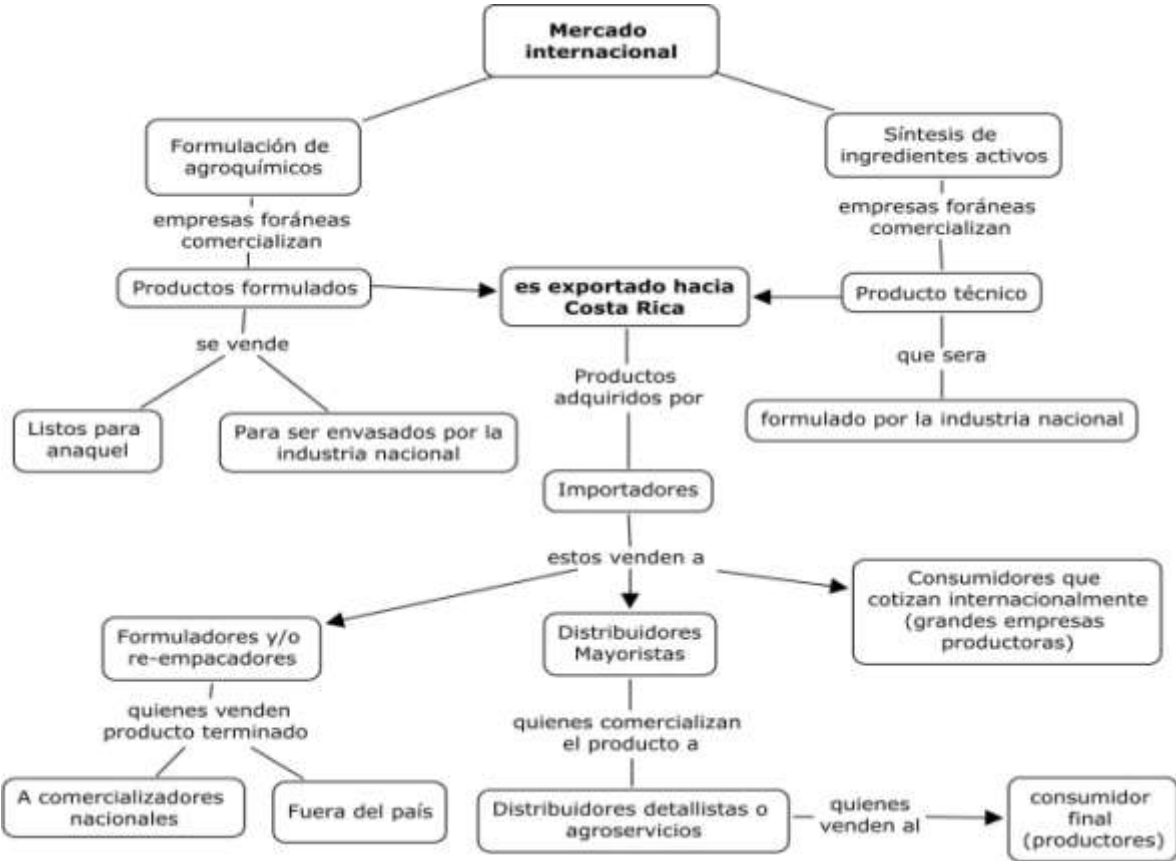 Mercado
internacional
Formulación de
agroquímicos
Síntesis de
ingredientes activos
empresas foráneas
comercializan
empresas foráneas
comercializan
Productos formulados
es exportado hacia
Costa Rica
Producto técnico
se vende
que sera
Productos
adquiridos por
Listos para
anaquel
Para ser envasados por la
industria nacional
formulado por la industria nacional
Importadores
estos venden a
Formuladores y/o
re-empacadores
Distribuidores
Mayoristas
Consumidores que
cotizan internacionalmente
(grandes empresas
productoras)
quienes venden
producto terminado
quienes comercializan
el producto a
A comercializadores
nacionales
Fuera del país
Distribuidores detallistas o
agroservicios
quienes
venden al
consumidor
final
(productores)